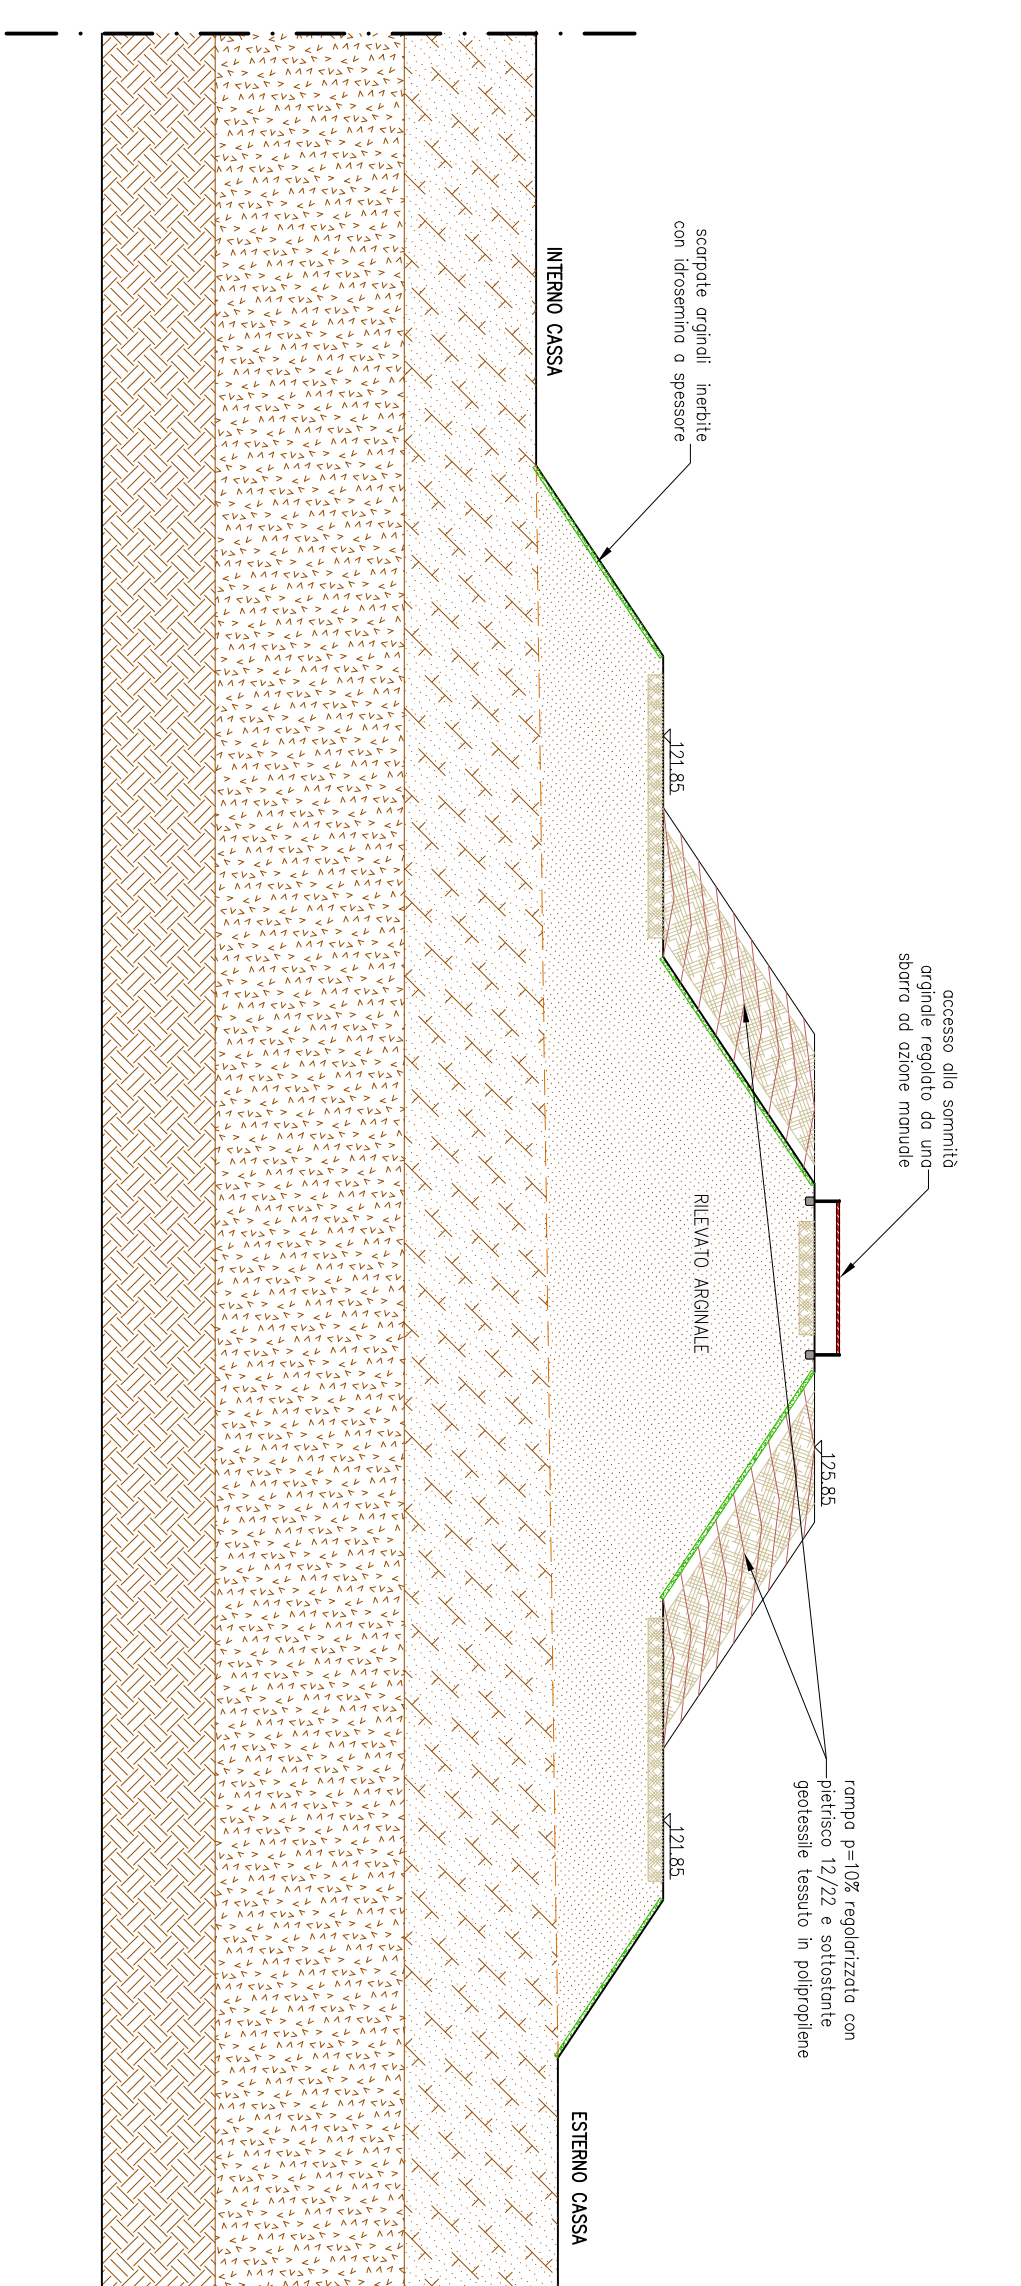 accesso alla sommità
arginale regolato da una
sbarra ad azione manuale
scarpate arginali inerbite
con idrosemina a spessore
rampa p=10% regolarizzata con
pietrisco 12/22 e sottostante
geotessile tessuto in polipropilene
125.85
121.85
121.85
RILEVATO ARGINALE
INTERNO CASSA
ESTERNO CASSA